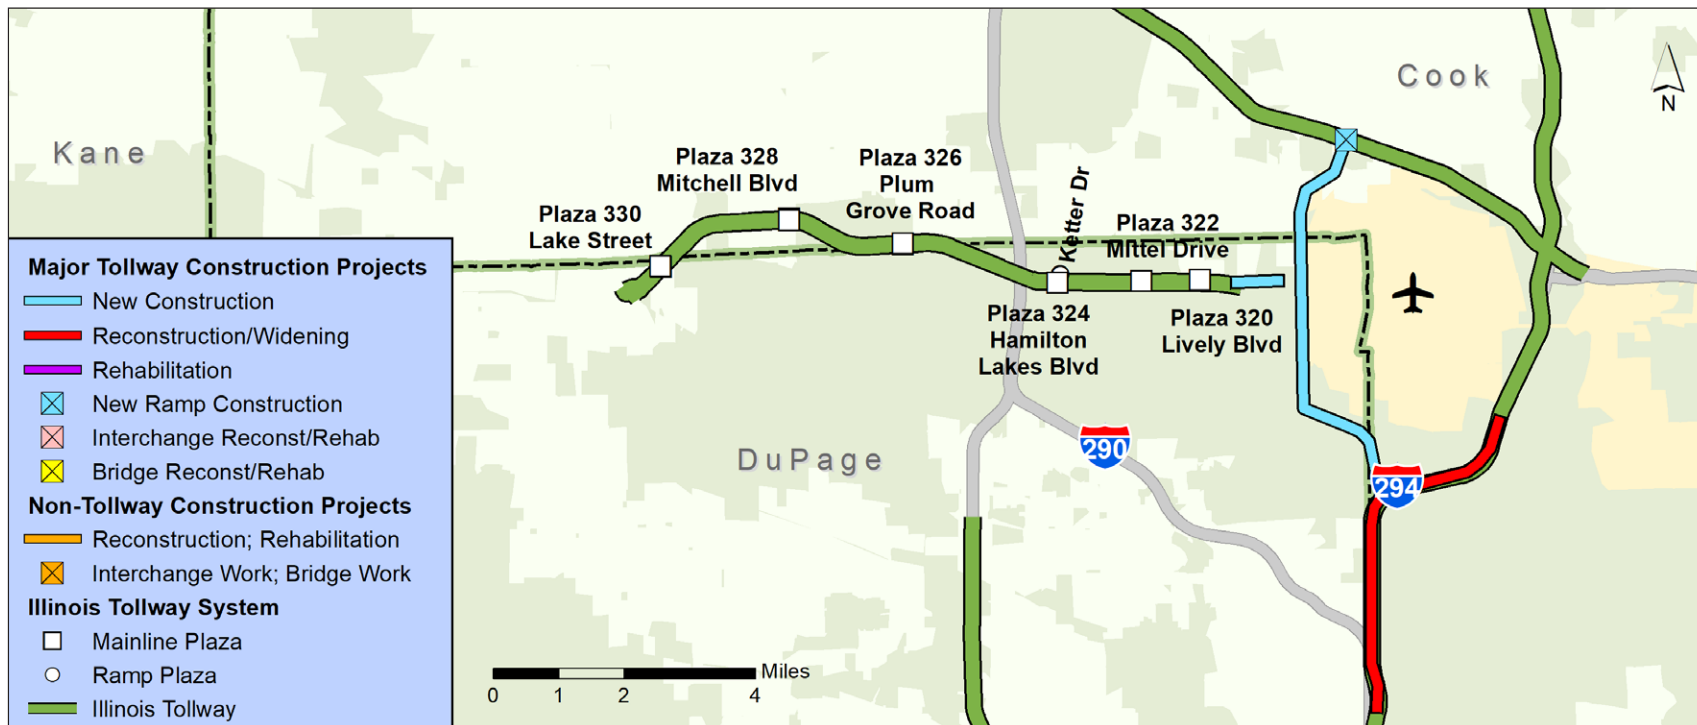 Cook
N
Kane
Plaza 328
Mitchell Blvd
Plaza 326
Plum
Grove Road
Ketter Dr
Plaza 330
Lake Street
Plaza 322
Mittel Drive
Plaza 324
Hamilton
Lakes Blvd
Plaza 320
Lively Blvd
DuPage
290
294
Major Tollway Construction Projects
New Construction
Reconstruction/Widening
Rehabilitation
New Ramp Construction
Interchange Reconst/Rehab
Bridge Reconst/Rehab
Non-Tollway Construction Projects
Reconstruction; Rehabilitation
Interchange Work; Bridge Work
Illinois Tollway System
Mainline Plaza
Ramp Plaza
Illinois Tollway
Miles
0 1 2 4